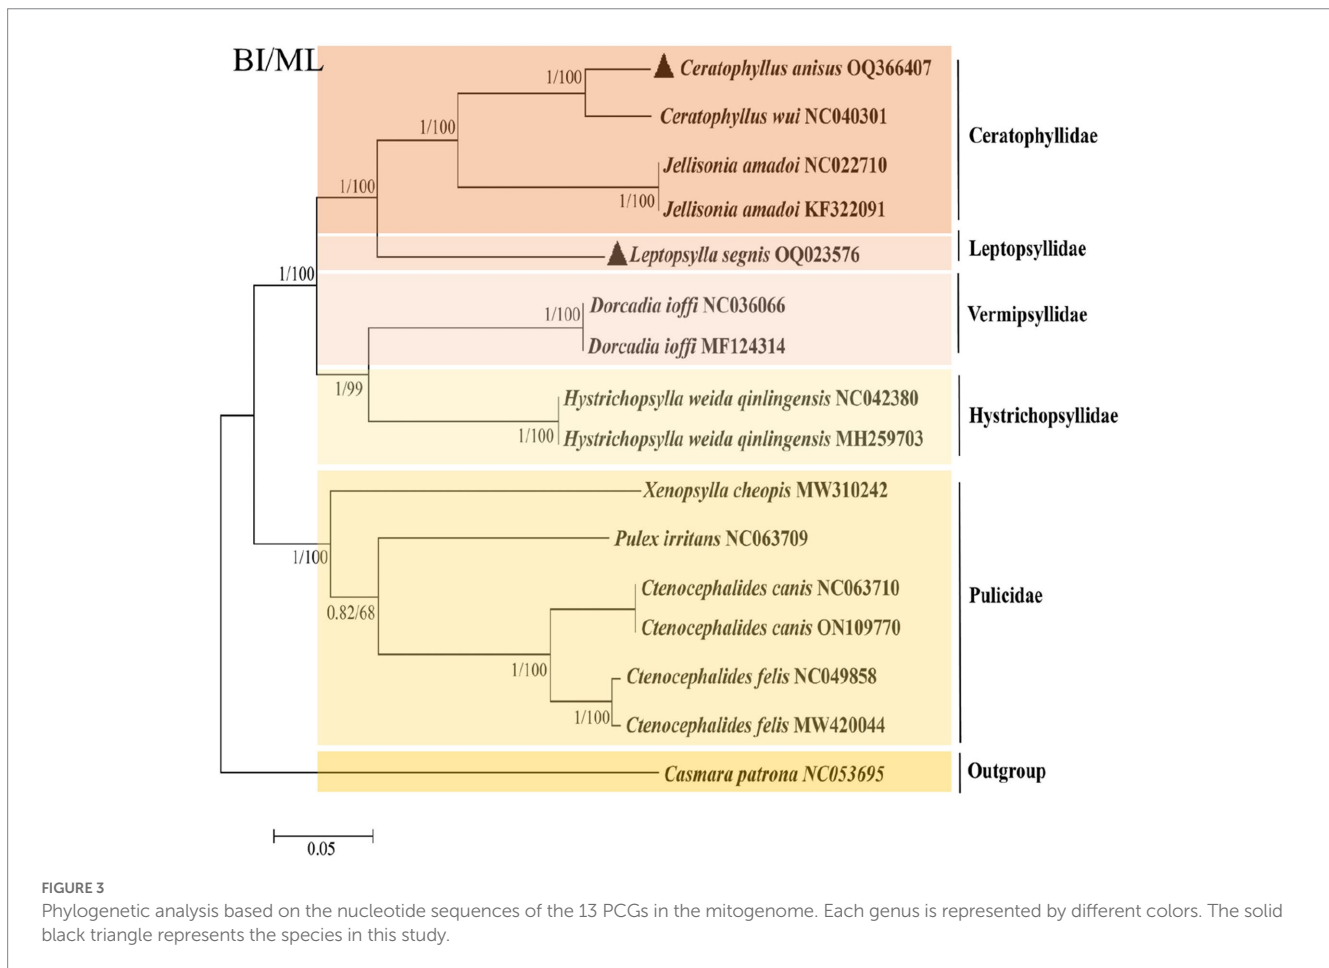 BI/ML
1/100
Ceratophyllus anisus OQ366407
Ceratophyllus wui NC040301
1/100
Jellisonia amadoi NC022710
1/100
Jellisonia amadoi KF322091
Ceratophyllidae
1/100
Leptopsylla segnis OQ023576
Leptopsyllidae
1/100
1/100
Dorcadia ioffi NC036066
Dorcadia ioffi MF124314
Vermipsyllidae
1/99
Hystrichopsylla weida qinlingensis NC042380
1/100
Hystrichopsylla weida qinlingensis MH259703
Hystrichopsyllidae
Xenopsylla cheopis MW310242
1/100
Pulex irritans NC063709
0.82/68
Ctenocephalides canis NC063710
Ctenocephalides canis ON109770
1/100
Ctenocephalides felis NC049858
1/100
Ctenocephalides felis MW420044
Pulicidae
Casmara patrona NC053695
Outgroup
0.05
FIGURE 3
Phylogenetic analysis based on the nucleotide sequences of the 13 PCGs in the mitogenome. Each genus is represented by different colors. The solid
black triangle represents the species in this study.